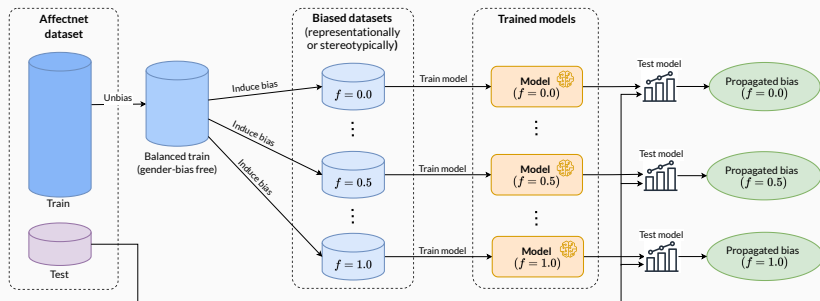 Affectnet
dataset
Train
Test
Unbias
Balanced train
(gender-bias free)
Induce bias
Induce bias
Induce bias
Biased datasets
(representationally
or stereotypically)
f = 0.0
⋮
f = 0.5
⋮
f = 1.0
Train model
Train model
Train model
Trained models
Model
(f = 0.0)
⋮
Model
(f = 0.5)
⋮
Model
(f = 1.0)
Test model
Test model
Test model
Propagated bias
(f = 0.0)
Propagated bias
(f = 0.5)
Propagated bias
(f = 1.0)